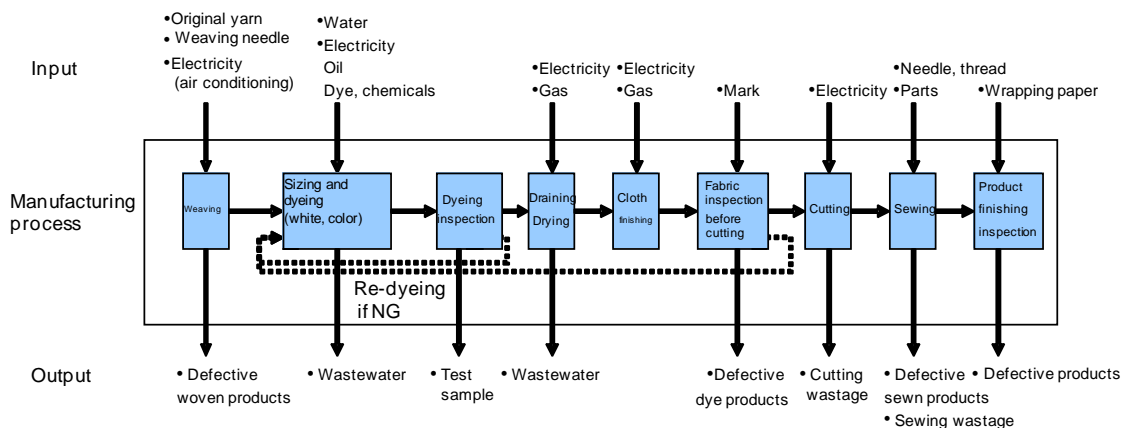 Input
•Original yarn
• Weaving needle
•Electricity
(air conditioning)
•Water
•Electricity
Oil
Dye, chemicals
•Electricity
•Gas
•Electricity
•Gas
•Mark
•Electricity
•Needle, thread
•Parts
•Wrapping paper
Manufacturing
process
Weaving
Sizing and
dyeing
(white, color)
Dyeing
inspection
Draining
Drying
Cloth
finishing
Fabric
inspection
before
cutting
Cutting
Sewing
Product
finishing
inspection
Re-dyeing
if NG
Output
• Defective
woven products
• Wastewater
• Test
sample
• Wastewater
•Defective
dye products
• Cutting
wastage
• Defective
sewn products
• Sewing wastage
• Defective products